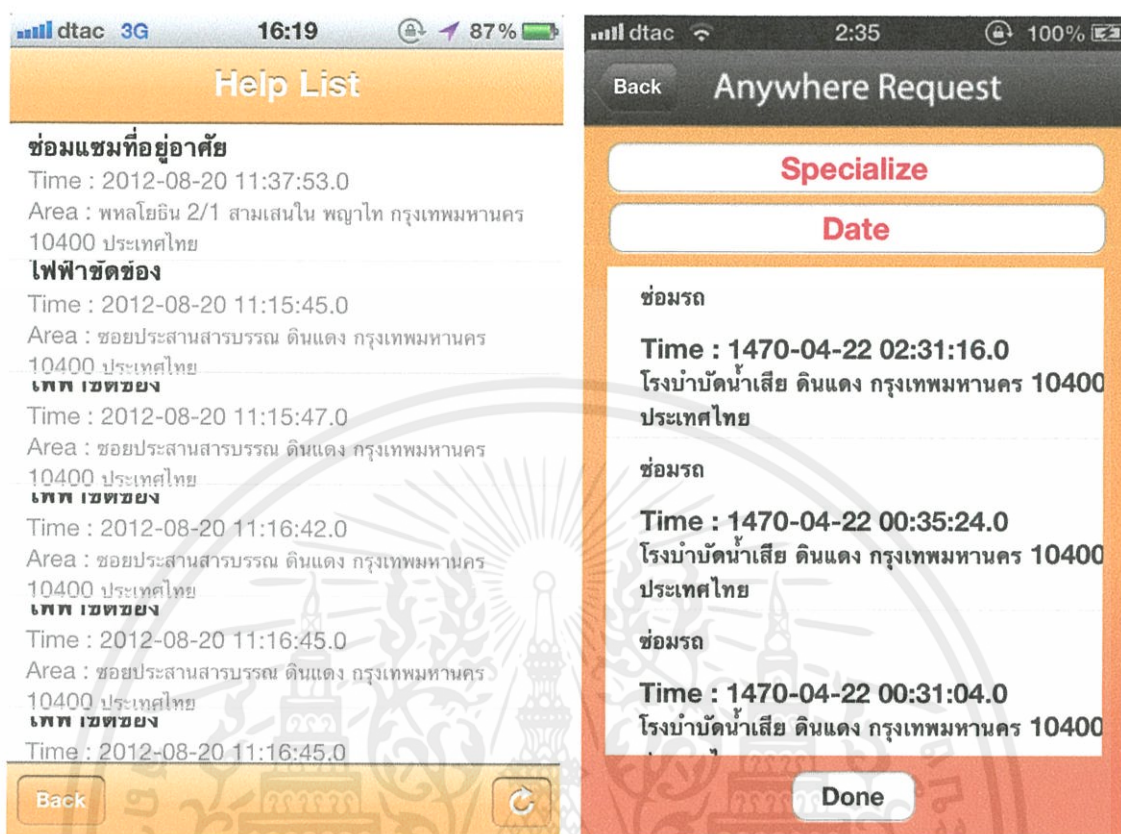 dtac 3G 16:19 87%
Help List
ซ่อมแซมที่อยู่อาศัย
Time : 2012-08-20 11:37:53.0
Area : พหลโยธิน 2/1 สามเสนใน พญาไท กรุงเทพมหานคร
10400 ประเทศไทย
ไฟฟ้าขัดข้อง
Time : 2012-08-20 11:15:45.0
Area : ซอยประสานสารบรรณ ดินแดง กรุงเทพมหานคร
10400 ประเทศไทย
Time : 2012-08-20 11:15:47.0
Area : ซอยประสานสารบรรณ ดินแดง กรุงเทพมหานคร
10400 ประเทศไทย
Time : 2012-08-20 11:16:42.0
Area : ซอยประสานสารบรรณ ดินแดง กรุงเทพมหานคร
10400 ประเทศไทย
Time : 2012-08-20 11:16:45.0
Area : ซอยประสานสารบรรณ ดินแดง กรุงเทพมหานคร
10400 ประเทศไทย
Time : 2012-08-20 11:16:45.0
Back
dtac 2:35 100%
Back Anywhere Request
Specialize
Date
ซ่อมรถ
Time : 1470-04-22 02:31:16.0
โรงบำบัดน้ำเสีย ดินแดง กรุงเทพมหานคร 10400
ประเทศไทย
ซ่อมรถ
Time : 1470-04-22 00:35:24.0
โรงบำบัดน้ำเสีย ดินแดง กรุงเทพมหานคร 10400
ประเทศไทย
ซ่อมรถ
Time : 1470-04-22 00:31:04.0
โรงบำบัดน้ำเสีย ดินแดง กรุงเทพมหานคร 10400
Done